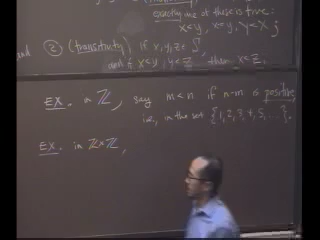 exactly one of these is true:
x<y, x=y, y<x j
and ② (transitivity) if x,y,z ∈ S,
and if x<y, y<z, then x<z.
EX. in ℤ, say m<n if n-m is positive,
i.e., in the set {1,2,3,4,5,...}.
EX. in ℤ×ℤ,